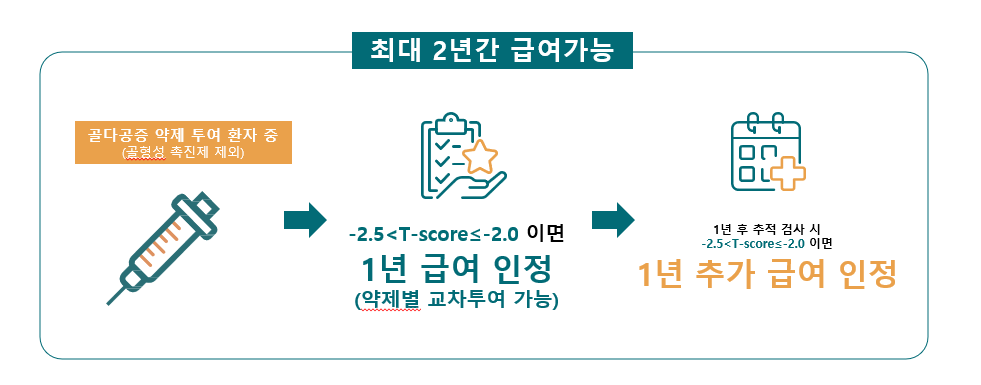 최대 2년간 급여가능
골다공증 약제 투여 환자 중
(골형성 촉진제 제외)
-2.5<T-score≤-2.0 이면
1년 급여 인정
(약제별 교차투여 가능)
1년 후 추적 검사 시
-2.5<T-score≤-2.0 이면
1년 추가 급여 인정